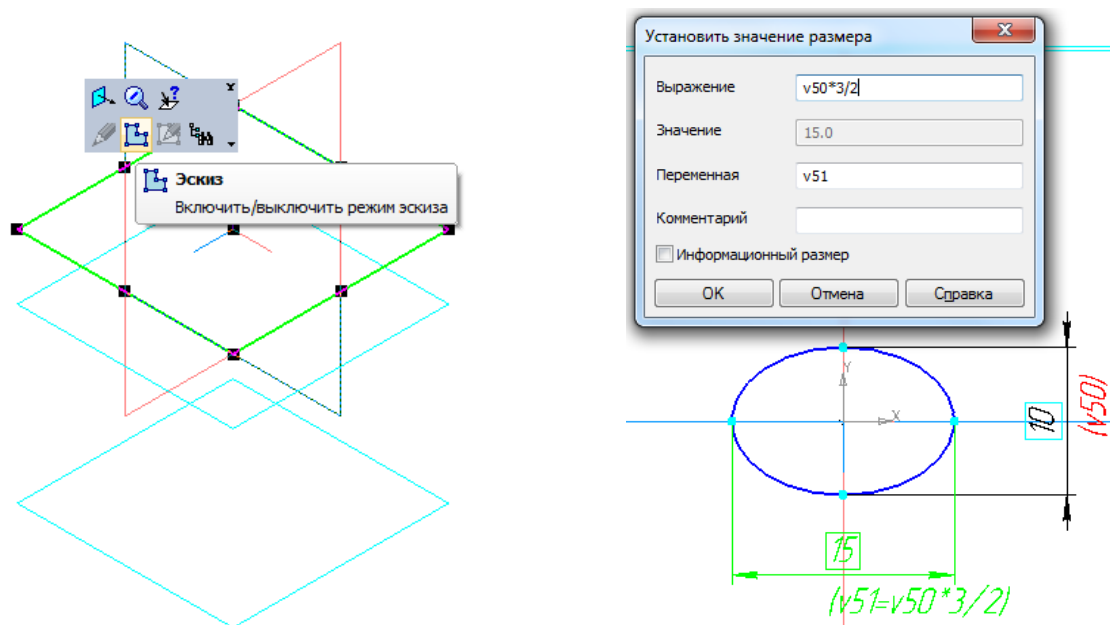 Эскиз
Включить/выключить режим эскиза
Установить значение размера
Выражение
v50*3/2
Значение
15.0
Переменная
v51
Комментарий
Информационный размер
OK
Отмена
Справка
Y
X
10
(v50)
15
(v51=v50*3/2)